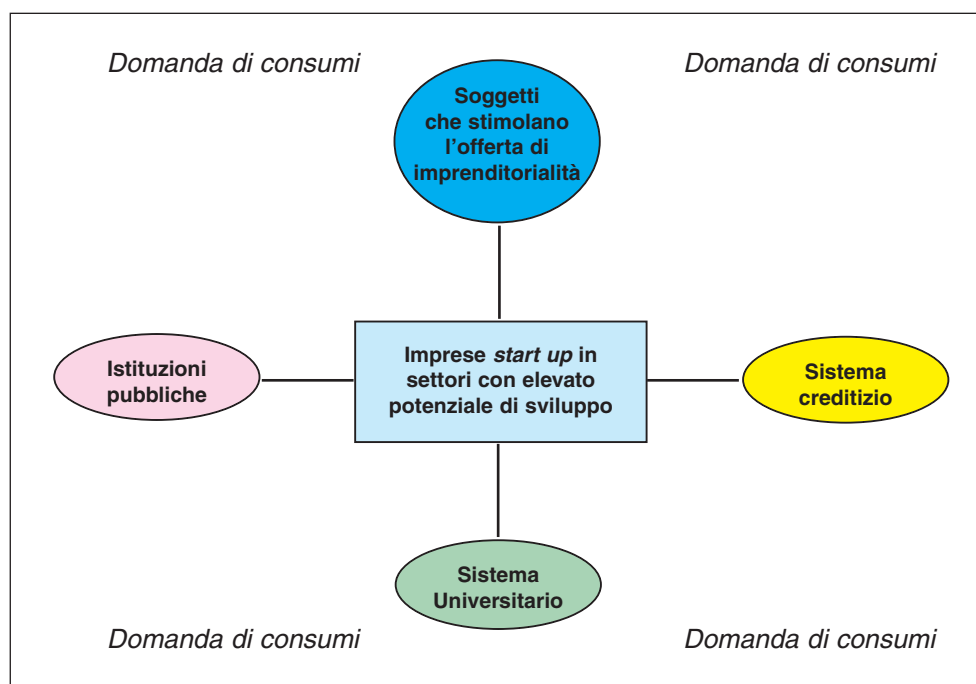 Domanda di consumi
Domanda di consumi
Soggetti
che stimolano
l'offerta di
imprenditorialità
Istituzioni
pubbliche
Imprese start up in
settori con elevato
potenziale di sviluppo
Sistema
creditizio
Sistema
Universitario
Domanda di consumi
Domanda di consumi